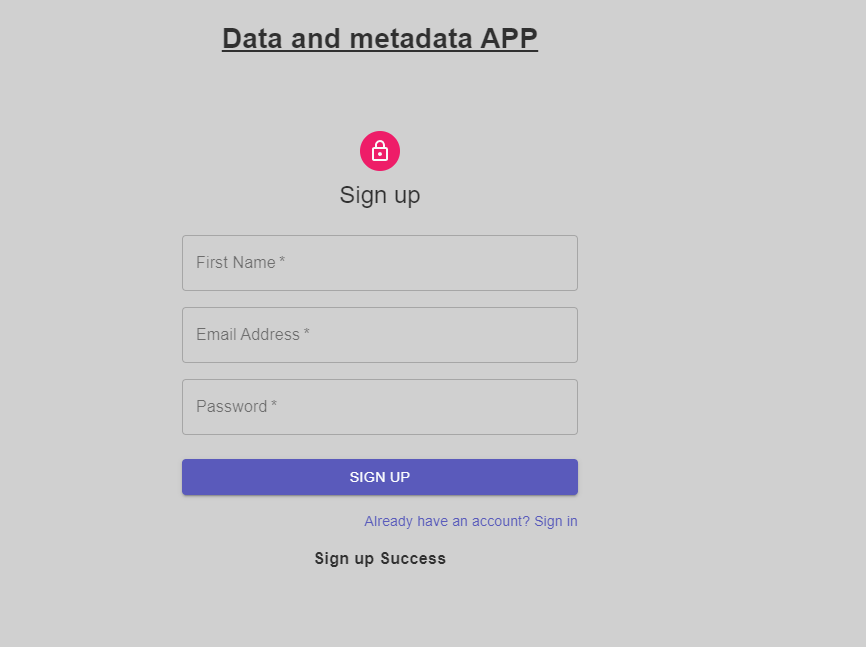 Data and metadata APP
Sign up
First Name *
Email Address *
Password *
SIGN UP
Already have an account? Sign in
Sign up Success